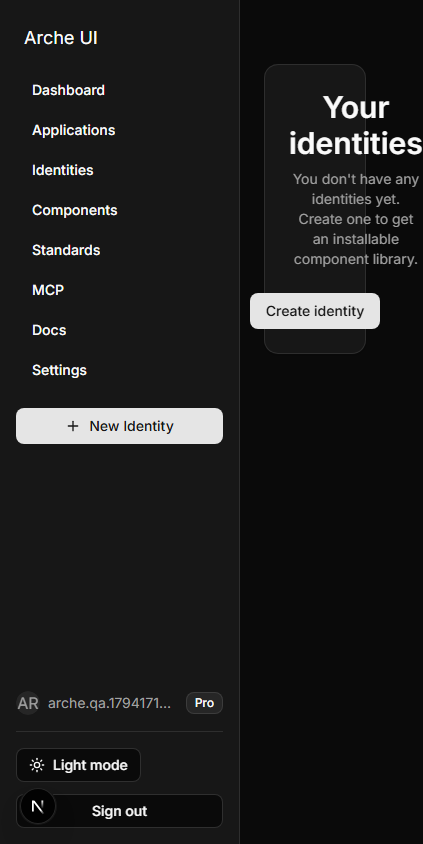 Arche UI
Dashboard
Applications
Identities
Components
Standards
MCP
Docs
Settings
New Identity
arche.qa.1794171...
Pro
AR
Light mode
Sign out
N
Your
identities
You don't have any
identities yet.
Create one to get
an installable
component library.
Create identity